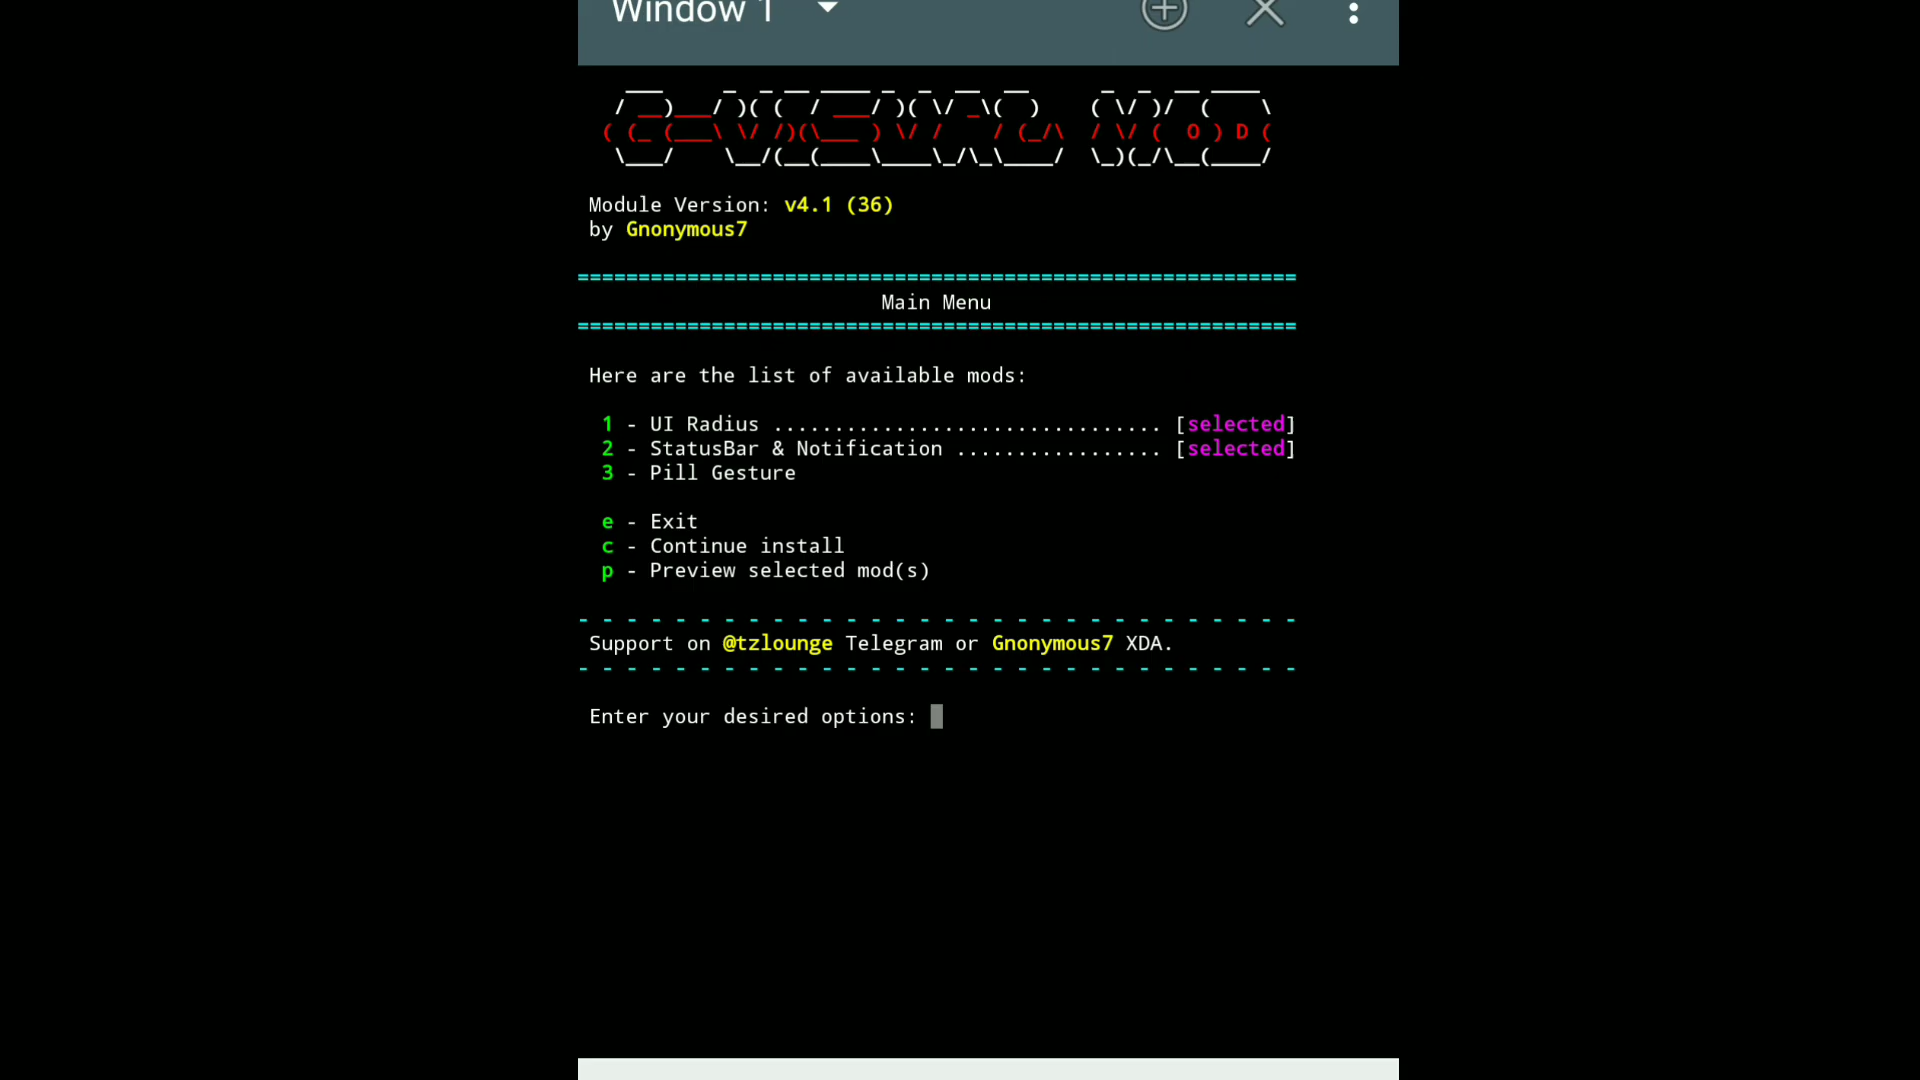 Window 1
G-VISUAL MOD
Module Version: v4.1 (36)
by Gnonymous7
===========================================================
Main Menu
===========================================================
Here are the list of available mods:
1 - UI Radius ................................ [selected]
2 - StatusBar & Notification ................. [selected]
3 - Pill Gesture
e - Exit
c - Continue install
p - Preview selected mod(s)
- - - - - - - - - - - - - - - - - - - - - - - - - - - - - -
Support on @tzlounge Telegram or Gnonymous7 XDA.
- - - - - - - - - - - - - - - - - - - - - - - - - - - - - -
Enter your desired options: